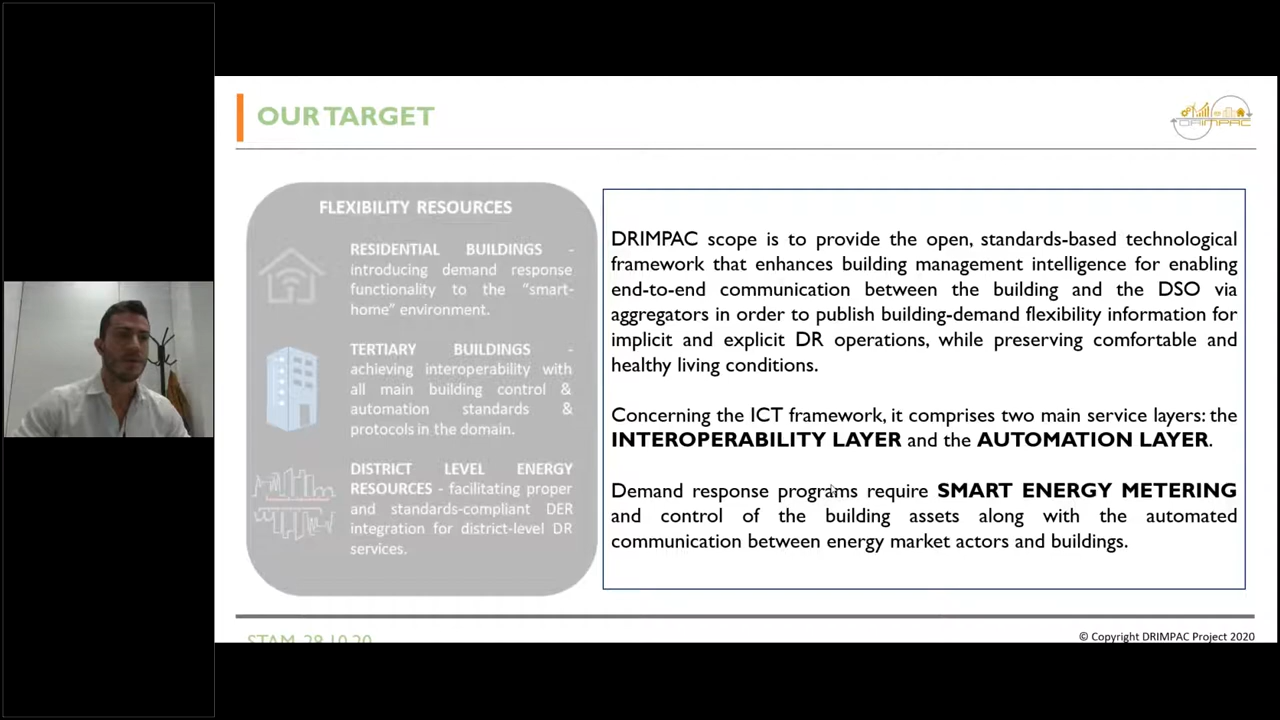 OUR TARGET
DRIMPAC
FLEXIBILITY RESOURCES
RESIDENTIAL BUILDINGS -
introducing demand response
functionality to the “smart-
home” environment.
TERTIARY BUILDINGS -
achieving interoperability with
all main building control &
automation standards &
protocols in the domain.
DISTRICT LEVEL ENERGY
RESOURCES - facilitating proper
and standards-compliant DER
integration for district-level DR
services.
DRIMPAC scope is to provide the open, standards-based technological
framework that enhances building management intelligence for enabling
end-to-end communication between the building and the DSO via
aggregators in order to publish building-demand flexibility information for
implicit and explicit DR operations, while preserving comfortable and
healthy living conditions.
Concerning the ICT framework, it comprises two main service layers: the
INTEROPERABILITY LAYER and the AUTOMATION LAYER.
Demand response programs require SMART ENERGY METERING
and control of the building assets along with the automated
communication between energy market actors and buildings.
STAM, 28.10.20
© Copyright DRIMPAC Project 2020